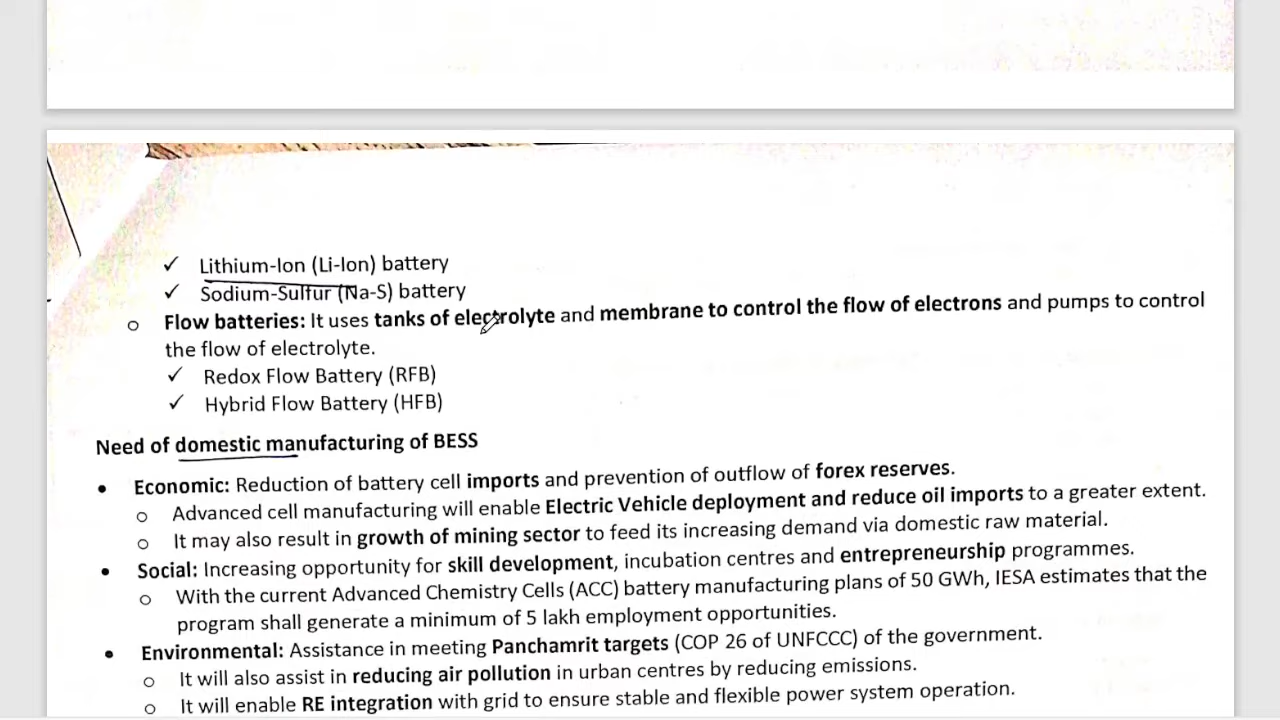 ✓ Lithium-Ion (Li-Ion) battery
✓ Sodium-Sulfur (Na-S) battery
o Flow batteries: It uses tanks of electrolyte and membrane to control the flow of electrons and pumps to control
the flow of electrolyte.
✓ Redox Flow Battery (RFB)
✓ Hybrid Flow Battery (HFB)
Need of domestic manufacturing of BESS
• Economic: Reduction of battery cell imports and prevention of outflow of forex reserves.
o Advanced cell manufacturing will enable Electric Vehicle deployment and reduce oil imports to a greater extent.
o It may also result in growth of mining sector to feed its increasing demand via domestic raw material.
• Social: Increasing opportunity for skill development, incubation centres and entrepreneurship programmes.
o With the current Advanced Chemistry Cells (ACC) battery manufacturing plans of 50 GWh, IESA estimates that the
program shall generate a minimum of 5 lakh employment opportunities.
• Environmental: Assistance in meeting Panchamrit targets (COP 26 of UNFCCC) of the government.
o It will also assist in reducing air pollution in urban centres by reducing emissions.
o It will enable RE integration with grid to ensure stable and flexible power system operation.